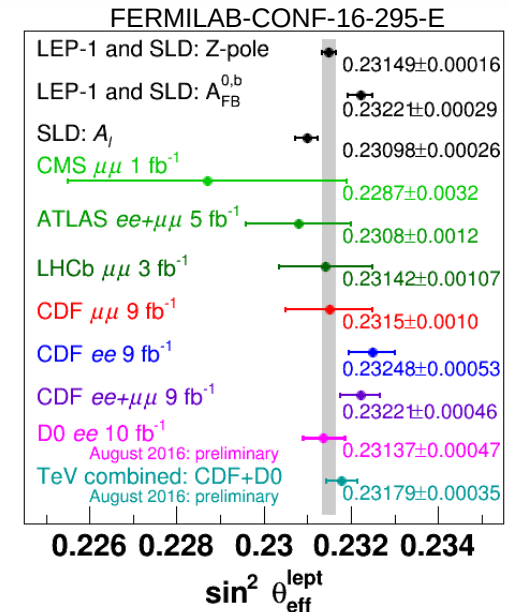 FERMILAB-CONF-16-295-E
LEP-1 and SLD: Z-pole
0.23149±0.00016
LEP-1 and SLD: A_FB^0,b
0.23221±0.00029
SLD: A_l
0.23098±0.00026
CMS μμ 1 fb⁻¹
0.2287±0.0032
ATLAS ee+μμ 5 fb⁻¹
0.2308±0.0012
LHCb μμ 3 fb⁻¹
0.23142±0.00107
CDF μμ 9 fb⁻¹
0.2315±0.0010
CDF ee 9 fb⁻¹
0.23248±0.00053
CDF ee+μμ 9 fb⁻¹
0.23221±0.00046
D0 ee 10 fb⁻¹
August 2016: preliminary
0.23137±0.00047
TeV combined: CDF+D0
August 2016: preliminary
0.23179±0.00035
0.226 0.228 0.23 0.232 0.234
sin² θ_eff^lept